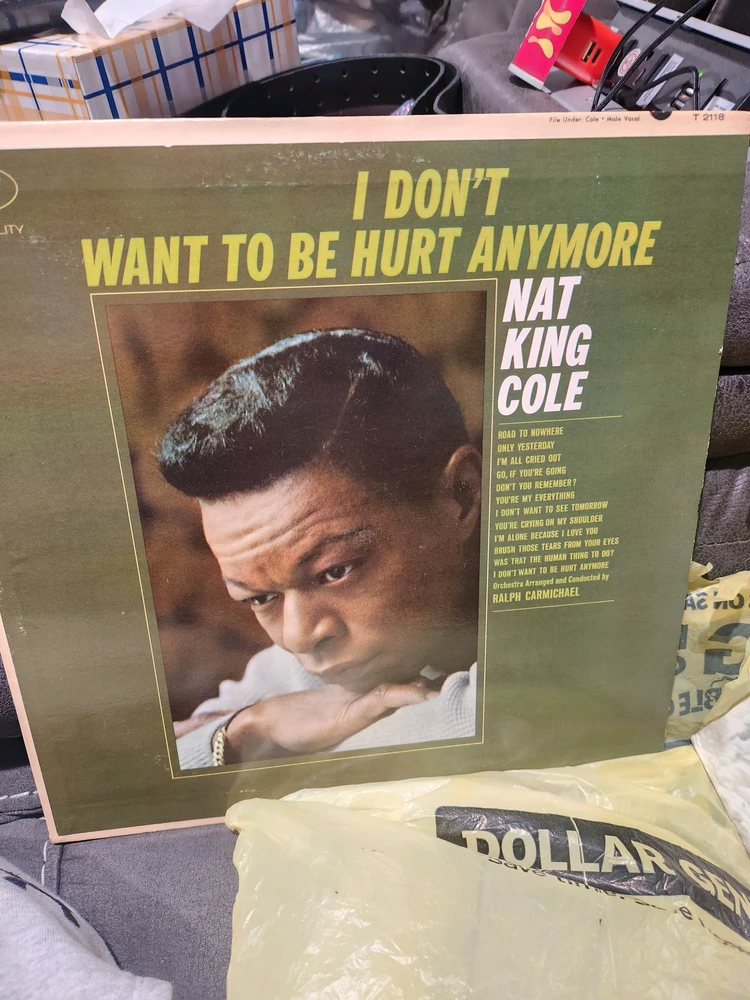 File Under: Cole • Male Vocal T 2118
ITY
I DON'T
WANT TO BE HURT ANYMORE
NAT
KING
COLE
ROAD TO NOWHERE
ONLY YESTERDAY
I'M ALL CRIED OUT
GO, IF YOU'RE GOING
DON'T YOU REMEMBER?
YOU'RE MY EVERYTHING
I DON'T WANT TO SEE TOMORROW
YOU'RE CRYING ON MY SHOULDER
I'M ALONE BECAUSE I LOVE YOU
BRUSH THOSE TEARS FROM YOUR EYES
WAS THAT THE HUMAN THING TO DO?
I DON'T WANT TO BE HURT ANYMORE
Orchestra Arranged and Conducted by
RALPH CARMICHAEL
DOLLAR GEN